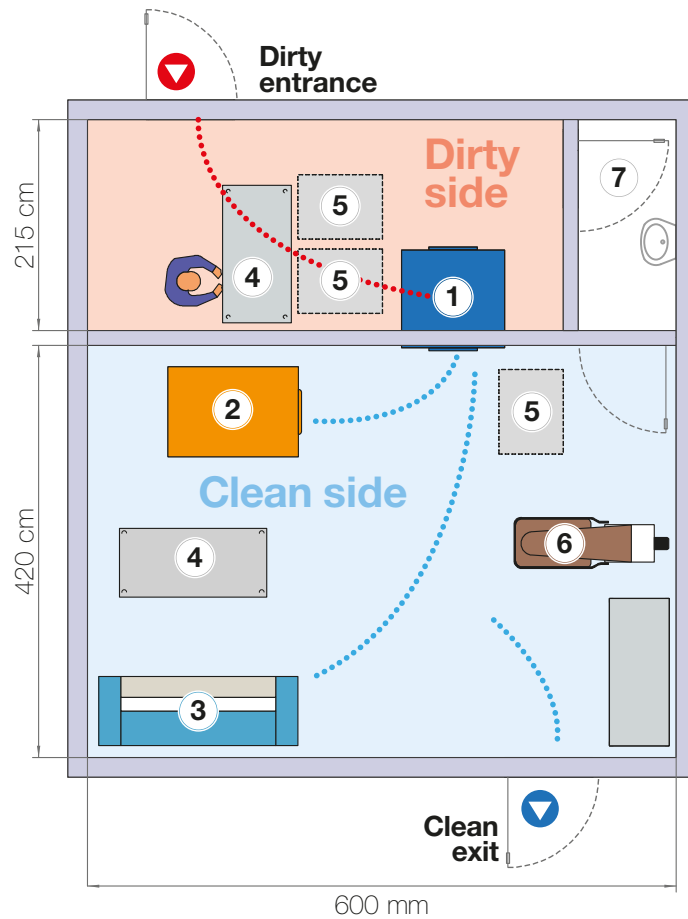 Dirty
entrance
Dirty
side
7
5
5
4
1
215 cm
2
5
Clean side
6
4
420 cm
3
Clean
exit
600 mm